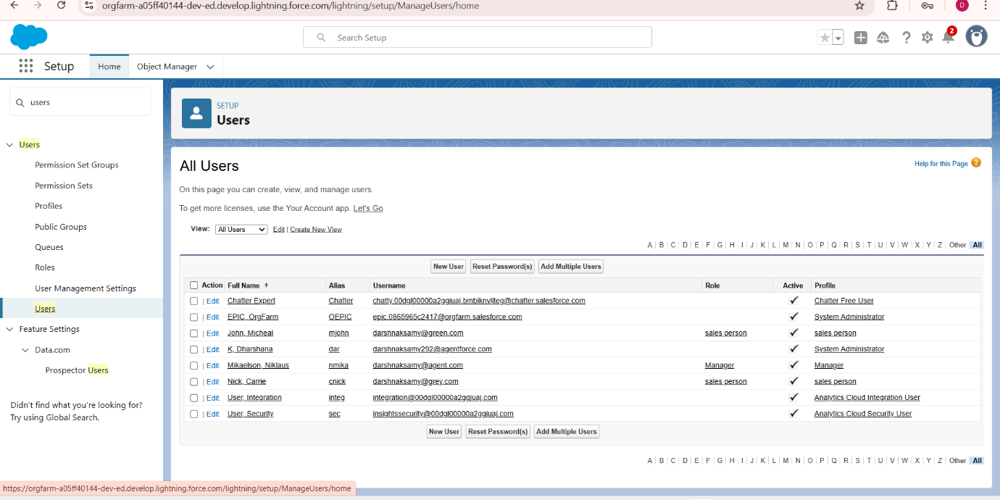 orgfarm-a05ff40144-dev-ed.develop.lightning.force.com/lightning/setup/ManageUsers/home
D
Search Setup
2
Setup
Home
Object Manager
users
Users
Permission Set Groups
Permission Sets
Profiles
Public Groups
Queues
Roles
User Management Settings
Users
Feature Settings
Data.com
Prospector Users
Didn't find what you're looking for?
Try using Global Search.
SETUP
Users
All Users
Help for this Page ?
On this page you can create, view, and manage users.
To get more licenses, use the Your Account app. Let's Go
View: All Users Edit | Create New View
A | B | C | D | E | F | G | H | I | J | K | L | M | N | O | P | Q | R | S | T | U | V | W | X | Y | Z | Other All
New User Reset Password(s) Add Multiple Users
Action Full Name ↑ Alias Username Role Active Profile
| Edit Chatter Expert Chatter chatty.00dgl00000a2ggjuaj.bmbiknvljteg@chatter.salesforce.com ✓ Chatter Free User
| Edit EPIC, OrgFarm OEPIC epic.0865965c2417@orgfarm.salesforce.com ✓ System Administrator
| Edit John, Micheal mjohn darshnaksamy@green.com sales person ✓ sales person
| Edit K, Dharshana dar darshnaksamy292@agentforce.com ✓ System Administrator
| Edit Mikaelson, Niklaus nmika darshnaksamy@agent.com Manager ✓ Manager
| Edit Nick, Carrie cnick darshnaksamy@grey.com sales person ✓ sales person
| Edit User, Integration integ integration@00dgl00000a2ggjuaj.com ✓ Analytics Cloud Integration User
| Edit User, Security sec insightssecurity@00dgl00000a2ggjuaj.com ✓ Analytics Cloud Security User
New User Reset Password(s) Add Multiple Users
A | B | C | D | E | F | G | H | I | J | K | L | M | N | O | P | Q | R | S | T | U | V | W | X | Y | Z | Other All
https://orgfarm-a05ff40144-dev-ed.develop.lightning.force.com/lightning/setup/ManageUsers/home